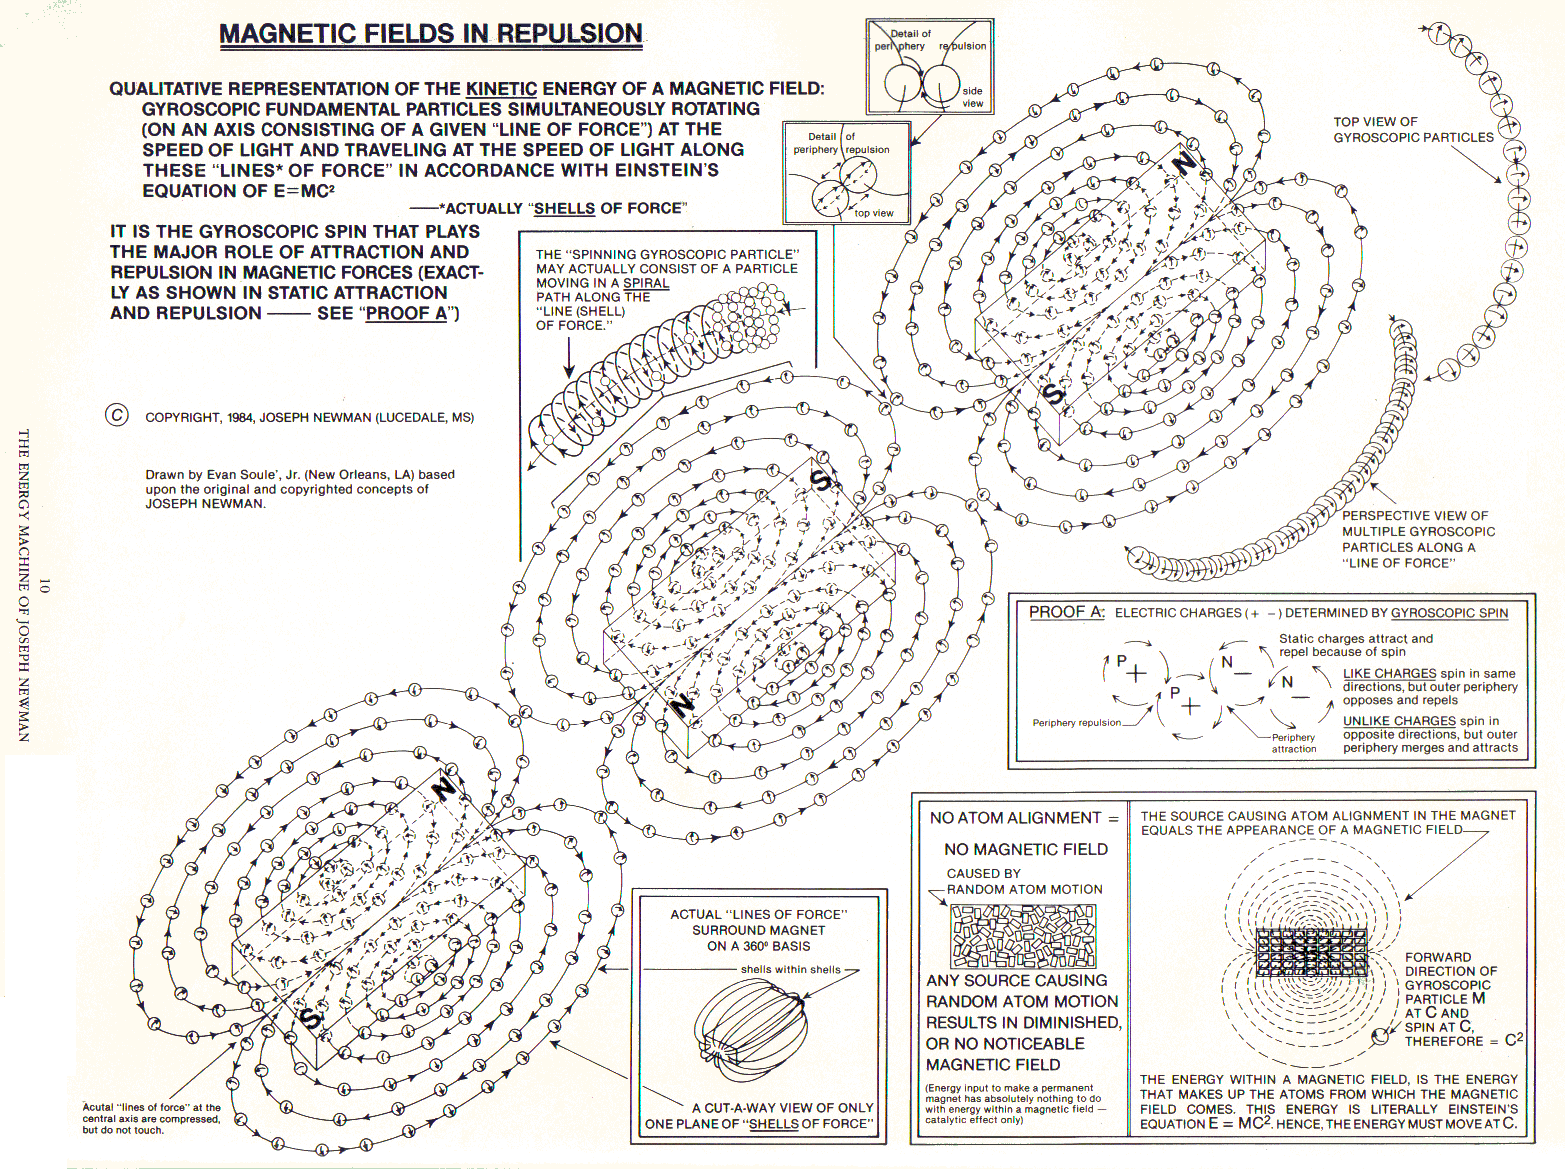 MAGNETIC FIELDS IN REPULSION
QUALITATIVE REPRESENTATION OF THE KINETIC ENERGY OF A MAGNETIC FIELD:
GYROSCOPIC FUNDAMENTAL PARTICLES SIMULTANEOUSLY ROTATING
(ON AN AXIS CONSISTING OF A GIVEN “LINE OF FORCE”) AT THE
SPEED OF LIGHT AND TRAVELING AT THE SPEED OF LIGHT ALONG
THESE “LINES* OF FORCE” IN ACCORDANCE WITH EINSTEIN’S
EQUATION OF E=MC²
—*ACTUALLY “SHELLS OF FORCE”
IT IS THE GYROSCOPIC SPIN THAT PLAYS
THE MAJOR ROLE OF ATTRACTION AND
REPULSION IN MAGNETIC FORCES (EXACT-
LY AS SHOWN IN STATIC ATTRACTION
AND REPULSION — SEE “PROOF A”)
© COPYRIGHT, 1984, JOSEPH NEWMAN (LUCEDALE, MS)
Drawn by Evan Soule’, Jr. (New Orleans, LA) based
upon the original and copyrighted concepts of
JOSEPH NEWMAN.
THE ENERGY MACHINE OF JOSEPH NEWMAN
10
Detail of
periphery repulsion
side
view
Detail of
periphery repulsion
top view
THE “SPINNING GYROSCOPIC PARTICLE”
MAY ACTUALLY CONSIST OF A PARTICLE
MOVING IN A SPIRAL
PATH ALONG THE
“LINE (SHELL)
OF FORCE.”
TOP VIEW OF
GYROSCOPIC PARTICLES
N
S
S
N
N
S
PERSPECTIVE VIEW OF
MULTIPLE GYROSCOPIC
PARTICLES ALONG A
“LINE OF FORCE”
PROOF A: ELECTRIC CHARGES (+ −) DETERMINED BY GYROSCOPIC SPIN
P
+
P
+
N
−
N
−
Periphery repulsion
Periphery
attraction
Static charges attract and
repel because of spin
LIKE CHARGES spin in same
directions, but outer periphery
opposes and repels
UNLIKE CHARGES spin in
opposite directions, but outer
periphery merges and attracts
Acutal “lines of force” at the
central axis are compressed,
but do not touch.
ACTUAL “LINES OF FORCE”
SURROUND MAGNET
ON A 360º BASIS
shells within shells
A CUT-A-WAY VIEW OF ONLY
ONE PLANE OF “SHELLS OF FORCE”
NO ATOM ALIGNMENT =
NO MAGNETIC FIELD
CAUSED BY
RANDOM ATOM MOTION
ANY SOURCE CAUSING
RANDOM ATOM MOTION
RESULTS IN DIMINISHED,
OR NO NOTICEABLE
MAGNETIC FIELD
(Energy input to make a permanent
magnet has absolutely nothing to do
with energy within a magnetic field —
catalytic effect only)
THE SOURCE CAUSING ATOM ALIGNMENT IN THE MAGNET
EQUALS THE APPEARANCE OF A MAGNETIC FIELD
FORWARD
DIRECTION OF
GYROSCOPIC
PARTICLE M
AT C AND
SPIN AT C,
THEREFORE = C²
THE ENERGY WITHIN A MAGNETIC FIELD, IS THE ENERGY
THAT MAKES UP THE ATOMS FROM WHICH THE MAGNETIC
FIELD COMES. THIS ENERGY IS LITERALLY EINSTEIN’S
EQUATION E = MC². HENCE, THE ENERGY MUST MOVE AT C.